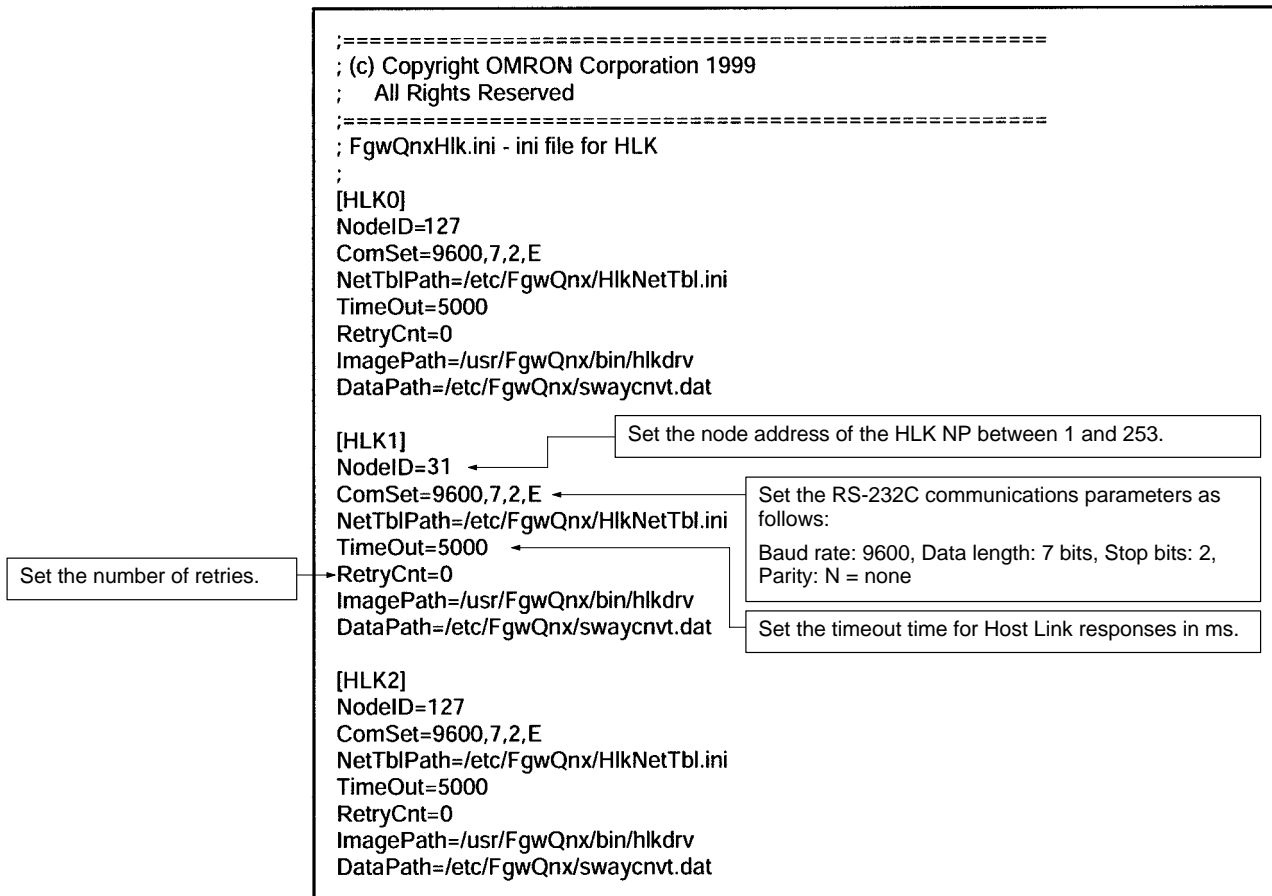 ;=====================================================
; (c) Copyright OMRON Corporation 1999
;     All Rights Reserved
;=====================================================
; FgwQnxHlk.ini - ini file for HLK
;
[HLK0]
NodeID=127
ComSet=9600,7,2,E
NetTblPath=/etc/FgwQnx/HlkNetTbl.ini
TimeOut=5000
RetryCnt=0
ImagePath=/usr/FgwQnx/bin/hlkdrv
DataPath=/etc/FgwQnx/swaycnvt.dat
[HLK1]
Set the node address of the HLK NP between 1 and 253.
NodeID=31
ComSet=9600,7,2,E
Set the RS-232C communications parameters as
follows:
Baud rate: 9600, Data length: 7 bits, Stop bits: 2,
Parity: N = none
NetTblPath=/etc/FgwQnx/HlkNetTbl.ini
TimeOut=5000
Set the number of retries.
RetryCnt=0
ImagePath=/usr/FgwQnx/bin/hlkdrv
DataPath=/etc/FgwQnx/swaycnvt.dat
Set the timeout time for Host Link responses in ms.
[HLK2]
NodeID=127
ComSet=9600,7,2,E
NetTblPath=/etc/FgwQnx/HlkNetTbl.ini
TimeOut=5000
RetryCnt=0
ImagePath=/usr/FgwQnx/bin/hlkdrv
DataPath=/etc/FgwQnx/swaycnvt.dat